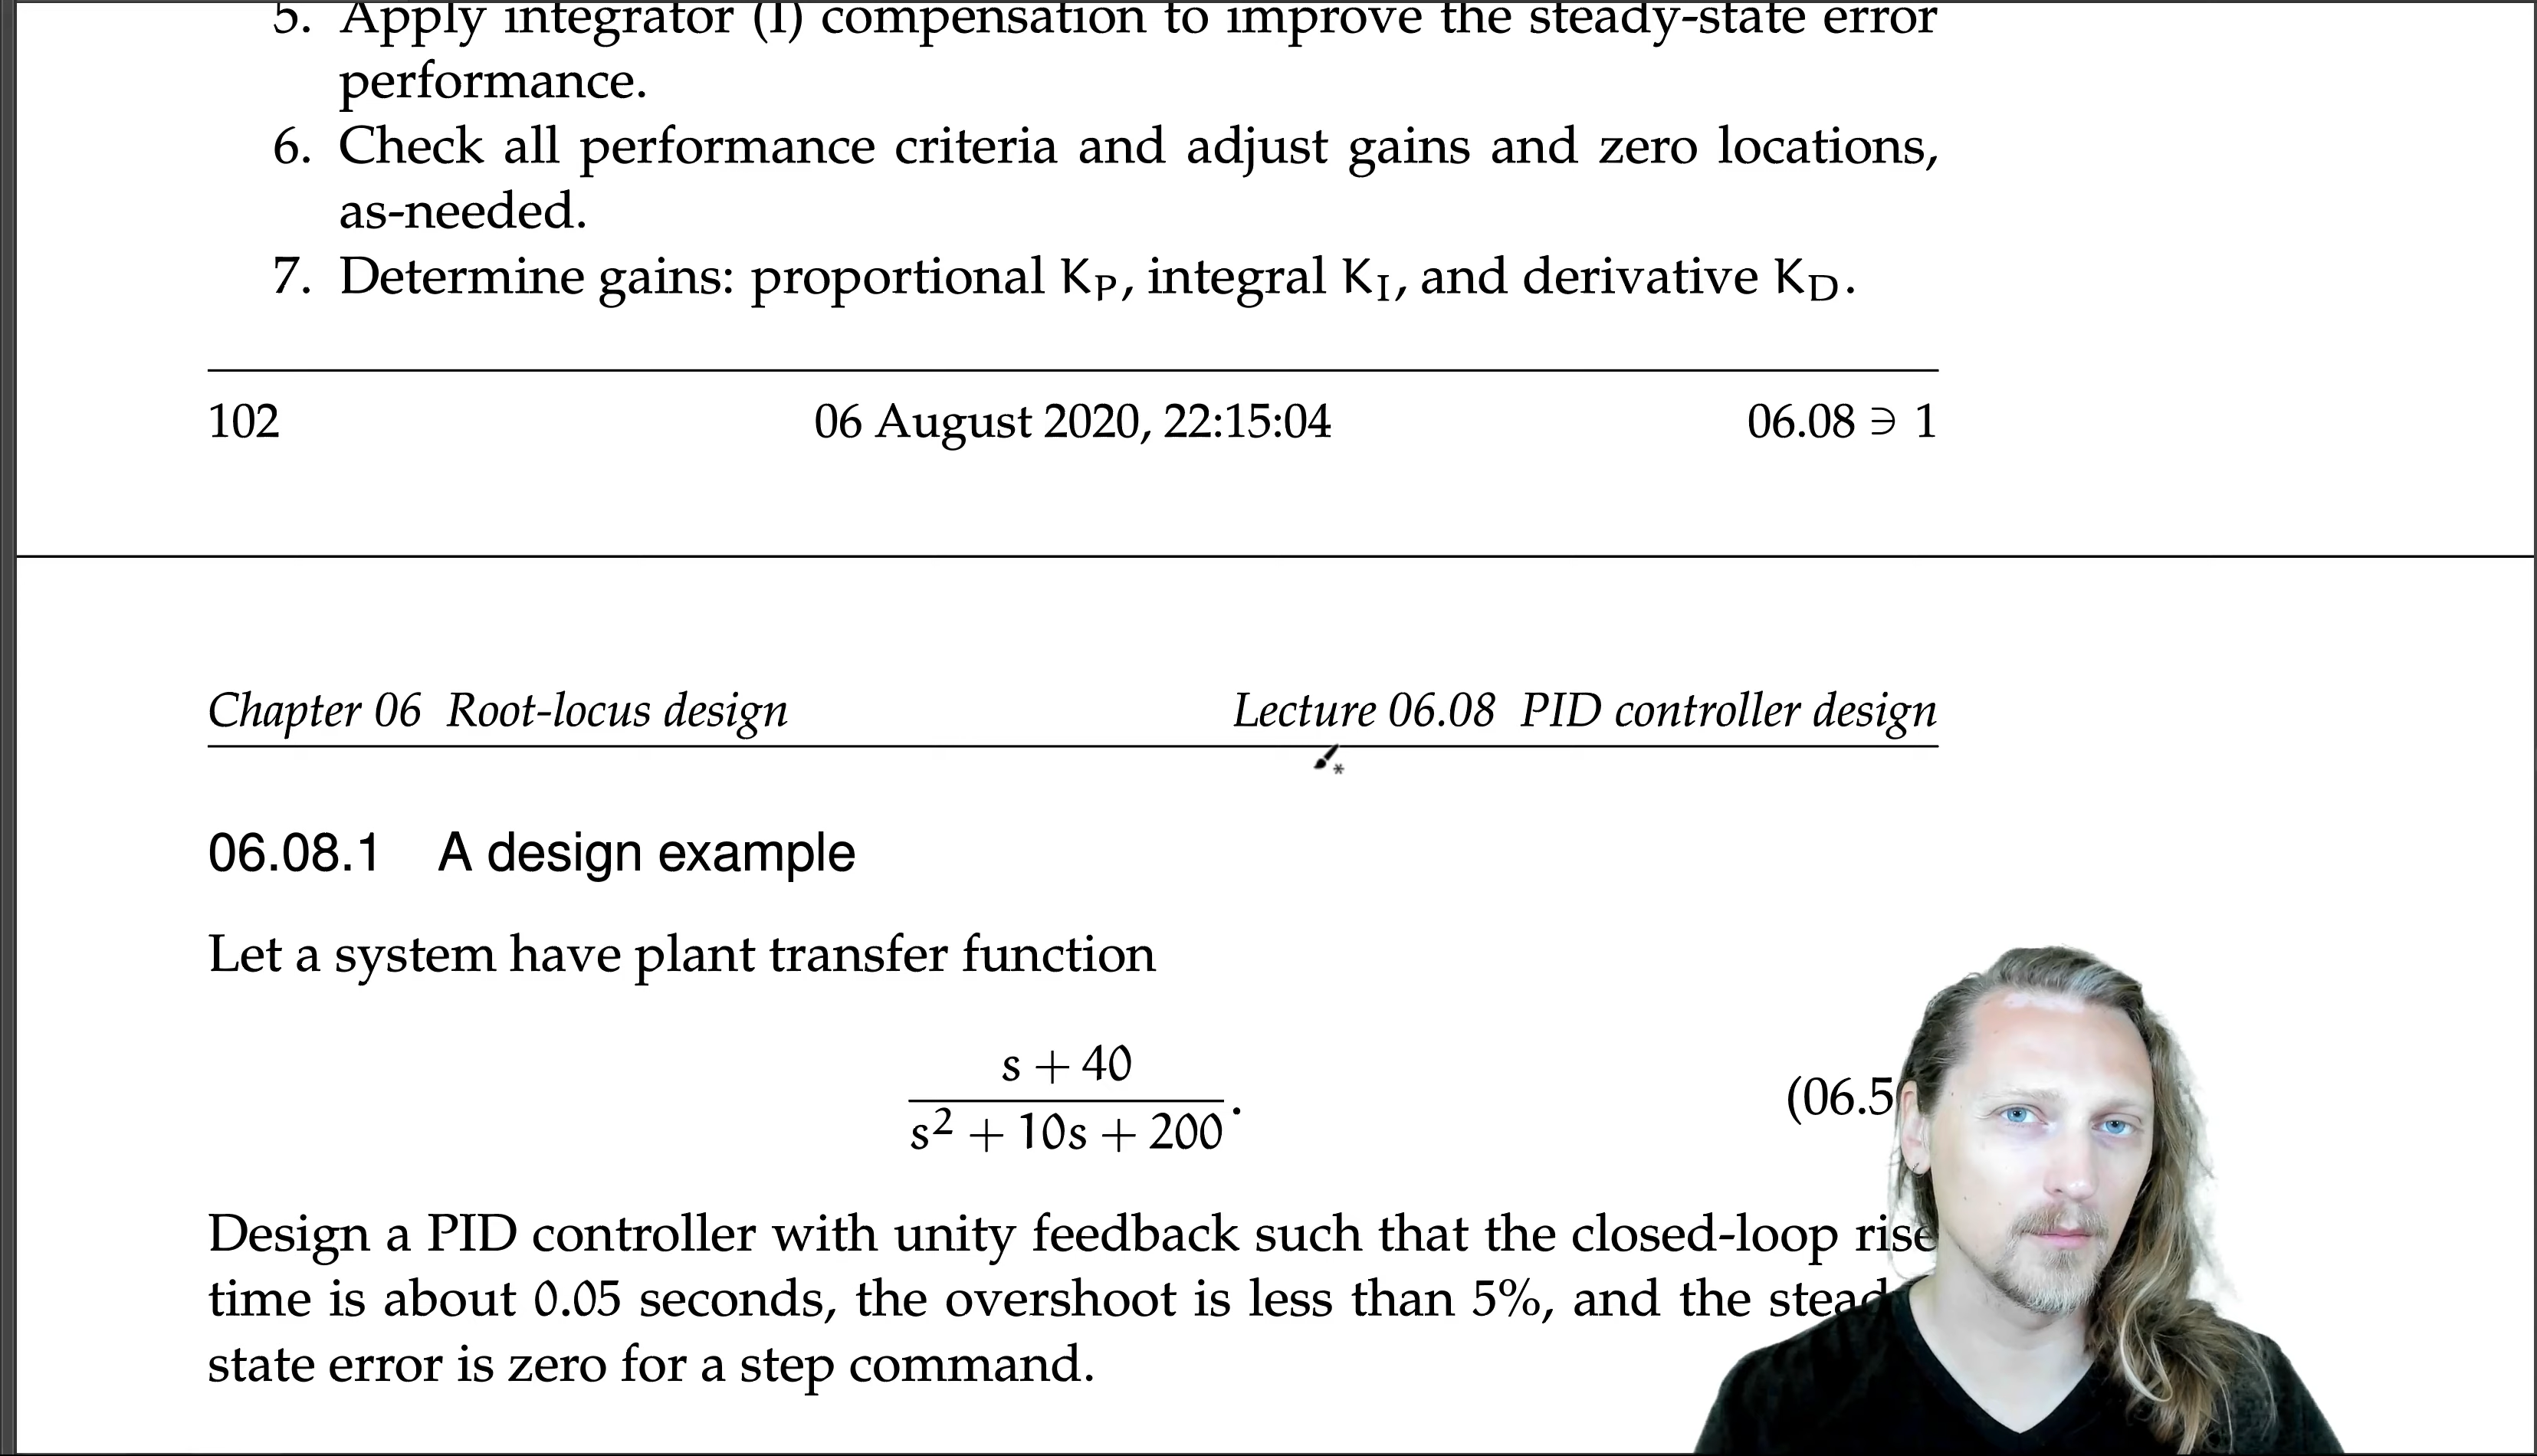 5. Apply integrator (I) compensation to improve the steady-state error
performance.
6. Check all performance criteria and adjust gains and zero locations,
as-needed.
7. Determine gains: proportional K_P, integral K_I, and derivative K_D.
102 06 August 2020, 22:15:04 06.08 ∋ 1
Chapter 06 Root-locus design Lecture 06.08 PID controller design
06.08.1 A design example
Let a system have plant transfer function
s + 40
s² + 10s + 200.
(06.5
Design a PID controller with unity feedback such that the closed-loop rise
time is about 0.05 seconds, the overshoot is less than 5%, and the
state error is zero for a step command.